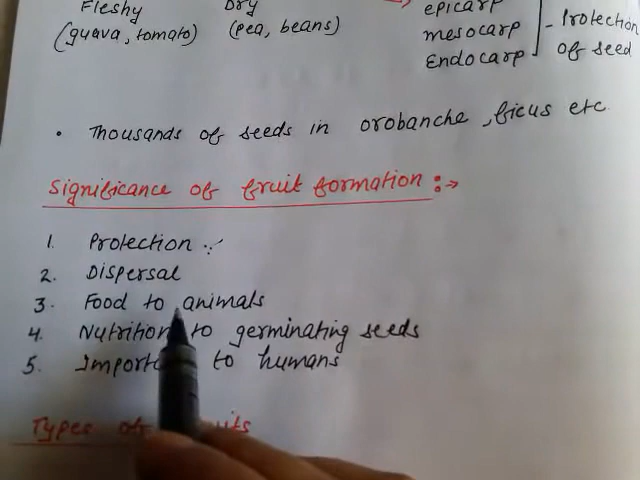 Fleshy Dry epicarp
(guava, tomato) (pea, beans) mesocarp - Protection
Endocarp of seed
• Thousands of seeds in orobanche, ficus etc
Significance of fruit formation :→
1. Protection
2. Dispersal
3. Food to animals
4. Nutrition to germinating seeds
5. to humans
Types